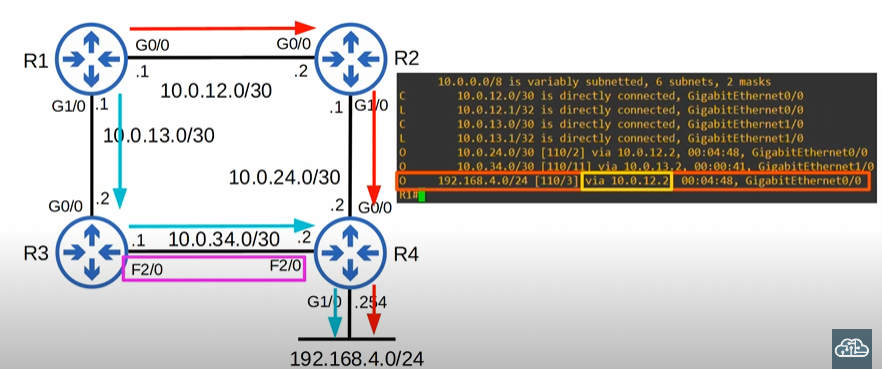 G0/0 G0/0
R1 R2
.1 .2
10.0.12.0/30
G1/0 .1 .1 G1/0
10.0.13.0/30
10.0.24.0/30
G0/0 .2 .2 G0/0
R3 .1 10.0.34.0/30 .2 R4
F2/0 F2/0
G1/0 .254
192.168.4.0/24
10.0.0.0/8 is variably subnetted, 6 subnets, 2 masks
C 10.0.12.0/30 is directly connected, GigabitEthernet0/0
L 10.0.12.1/32 is directly connected, GigabitEthernet0/0
C 10.0.13.0/30 is directly connected, GigabitEthernet1/0
L 10.0.13.1/32 is directly connected, GigabitEthernet1/0
O 10.0.24.0/30 [110/2] via 10.0.12.2, 00:04:48, GigabitEthernet0/0
O 10.0.34.0/30 [110/11] via 10.0.13.2, 00:00:41, GigabitEthernet1/0
O 192.168.4.0/24 [110/3] via 10.0.12.2 00:04:48, GigabitEthernet0/0
R1#